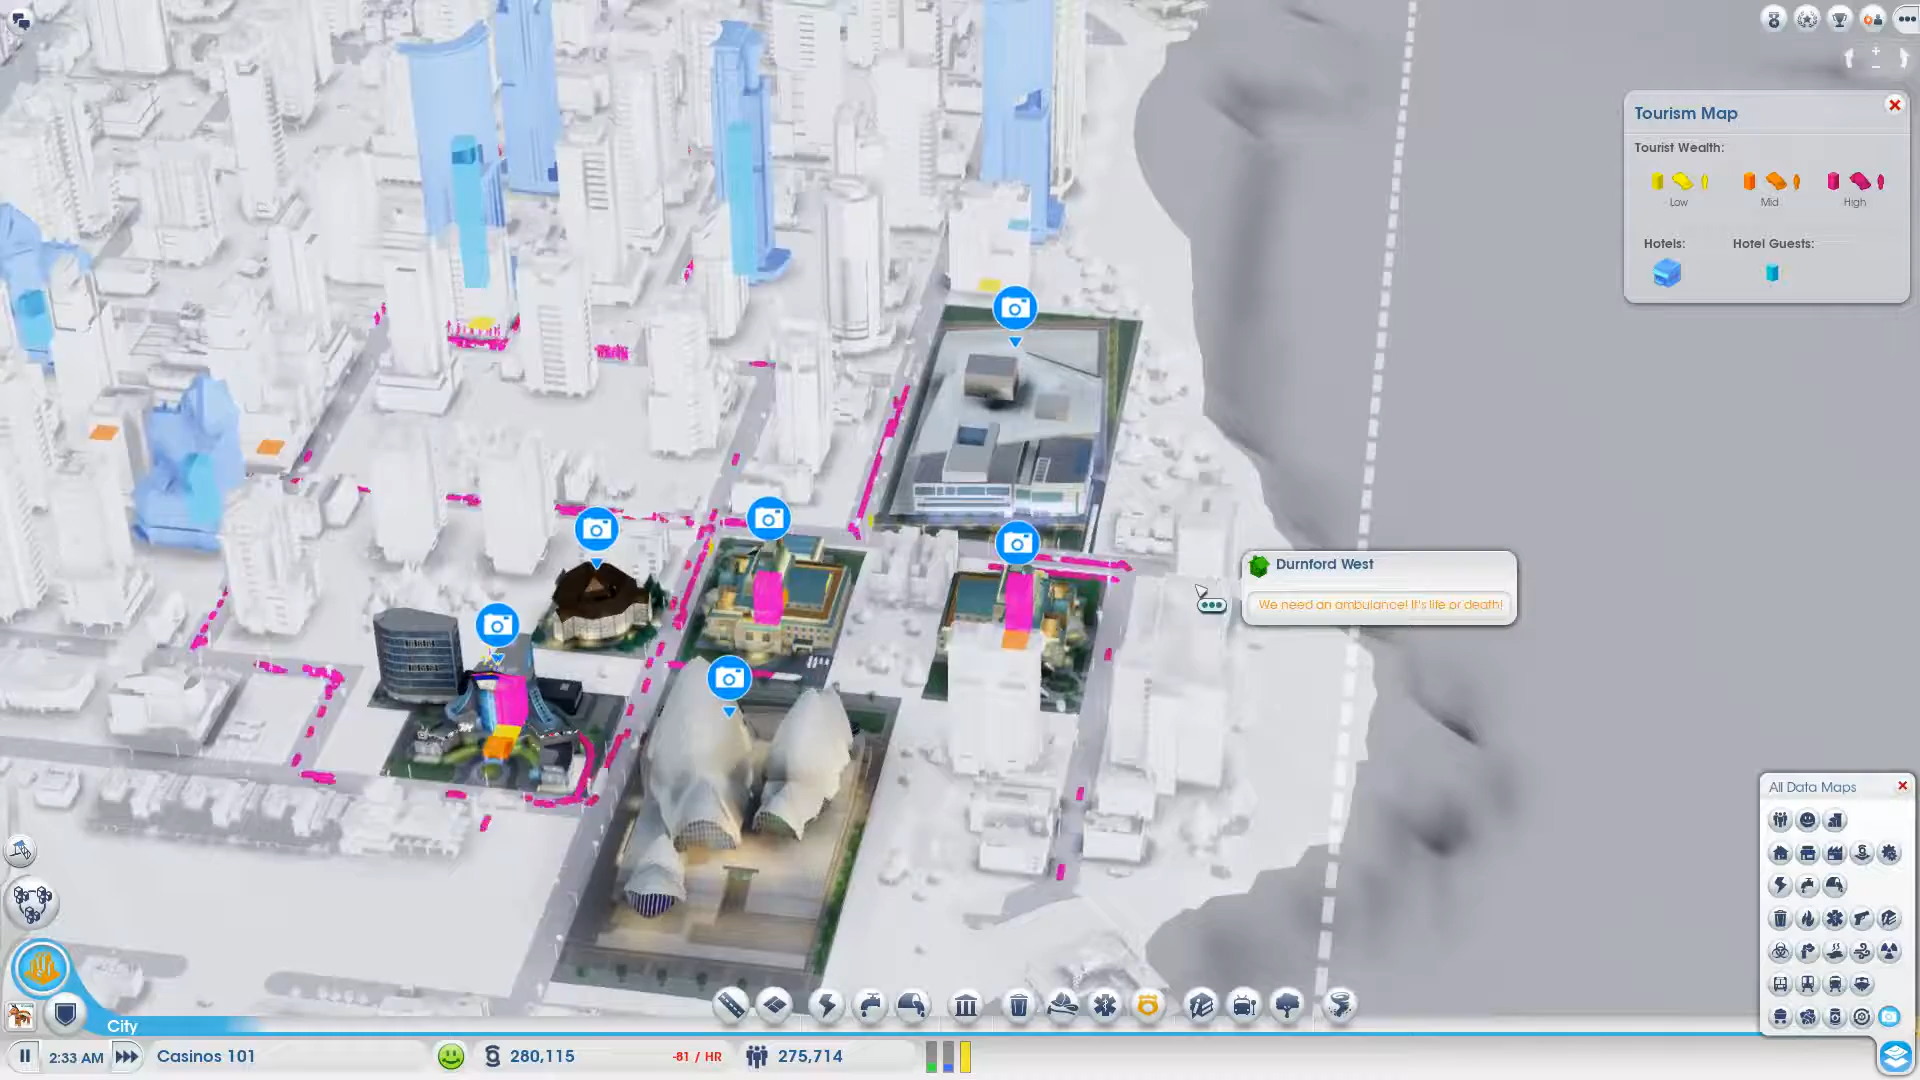 Tourism Map
Tourist Wealth:
Low Mid High
Hotels: Hotel Guests:
Durnford West
We need an ambulance! It's life or death!
All Data Maps
City
2:33 AM Casinos 101 280,115 -81 / HR 275,714